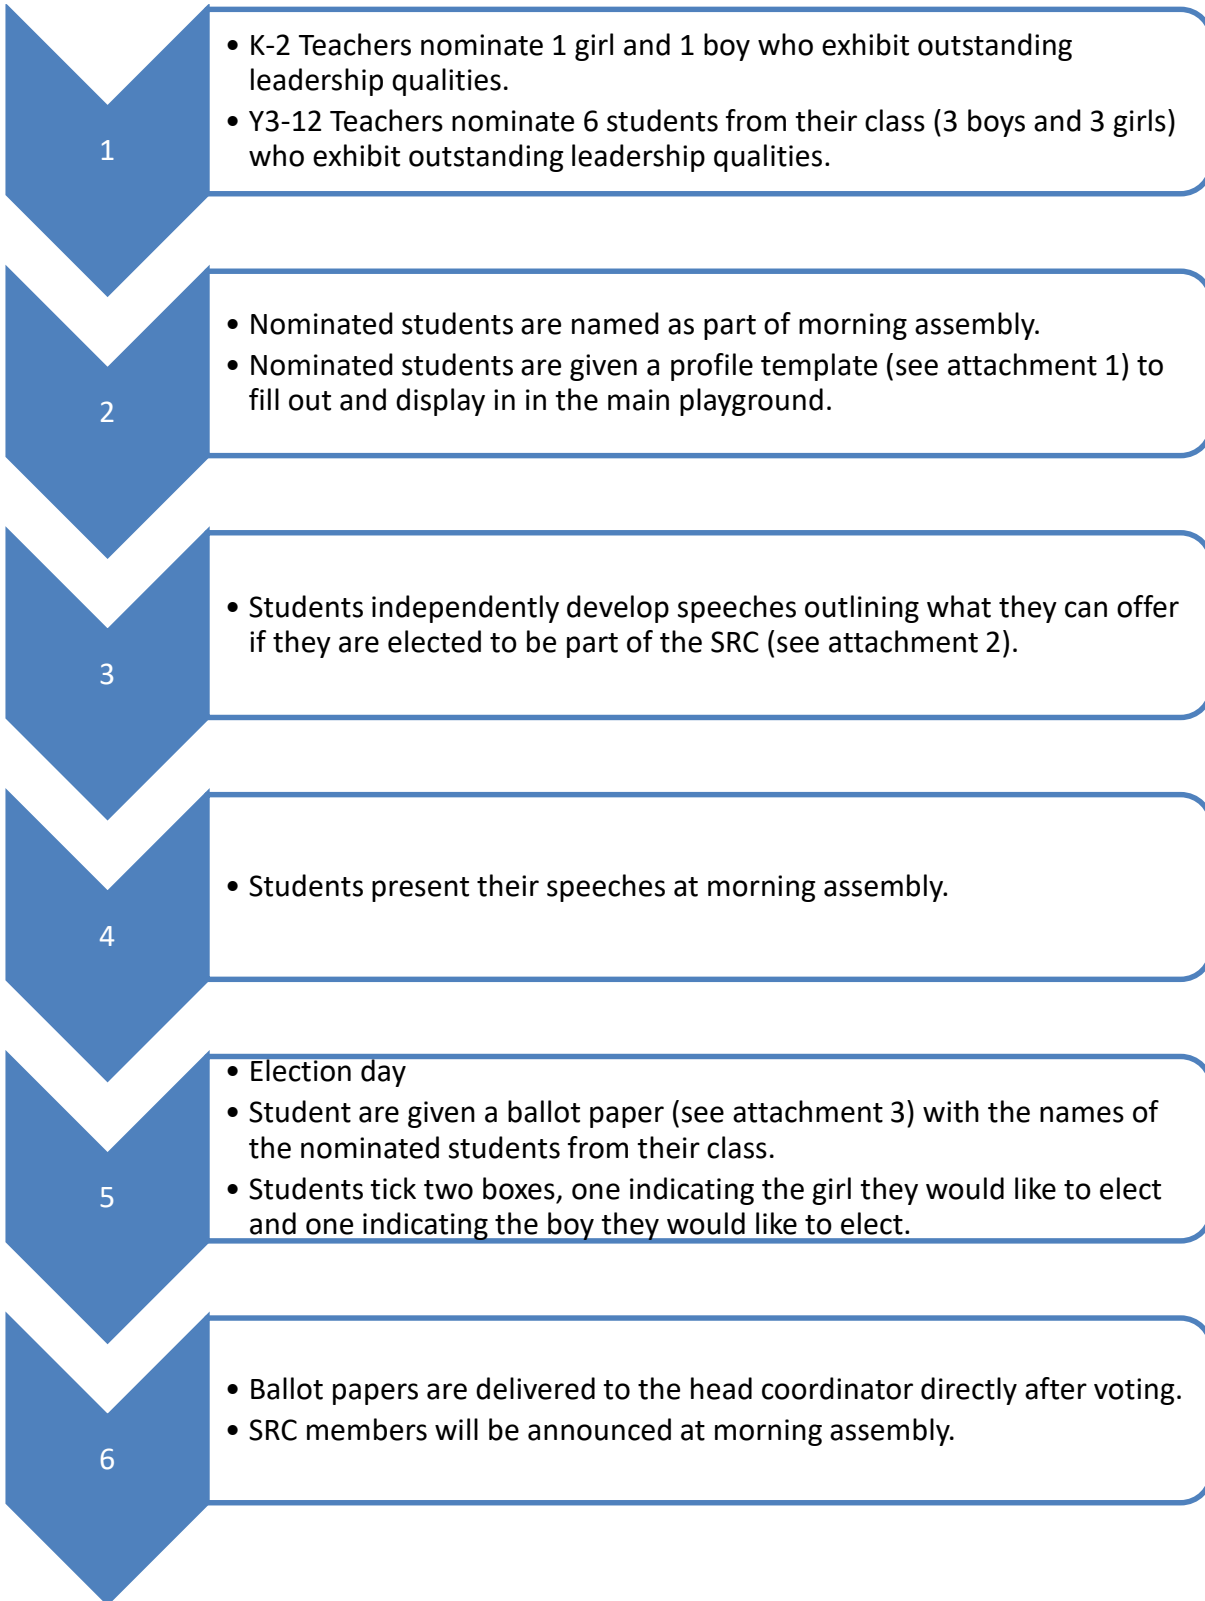 1
• K-2 Teachers nominate 1 girl and 1 boy who exhibit outstanding
leadership qualities.
• Y3-12 Teachers nominate 6 students from their class (3 boys and 3 girls)
who exhibit outstanding leadership qualities.
2
• Nominated students are named as part of morning assembly.
• Nominated students are given a profile template (see attachment 1) to
fill out and display in in the main playground.
3
• Students independently develop speeches outlining what they can offer
if they are elected to be part of the SRC (see attachment 2).
4
• Students present their speeches at morning assembly.
5
• Election day
• Student are given a ballot paper (see attachment 3) with the names of
the nominated students from their class.
• Students tick two boxes, one indicating the girl they would like to elect
and one indicating the boy they would like to elect.
6
• Ballot papers are delivered to the head coordinator directly after voting.
• SRC members will be announced at morning assembly.